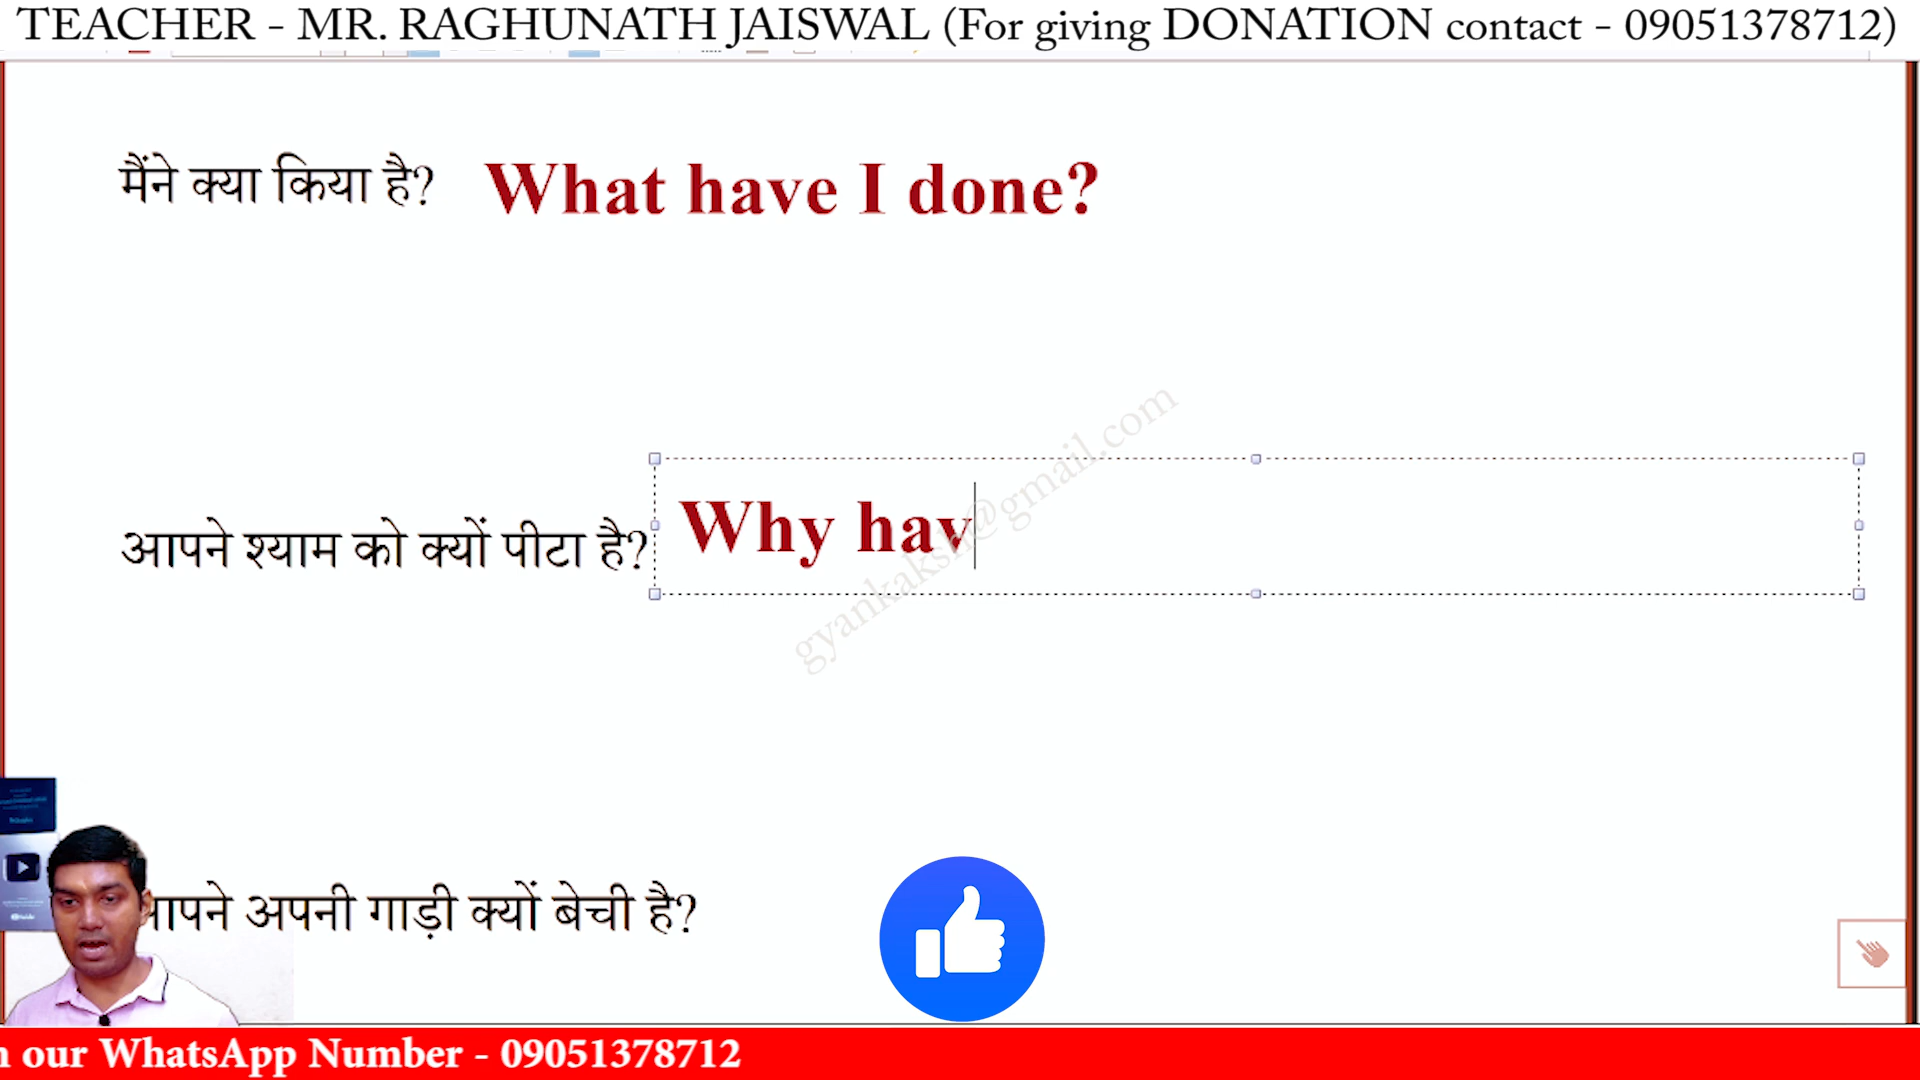 TEACHER - MR. RAGHUNATH JAISWAL (For giving DONATION contact - 09051378712)
मैंने क्या किया है? What have I done?
आपने श्याम को क्यों पीटा है? Why hav
gyankaksh@gmail.com
पने अपनी गाड़ी क्यों बेची है?
our WhatsApp Number - 09051378712